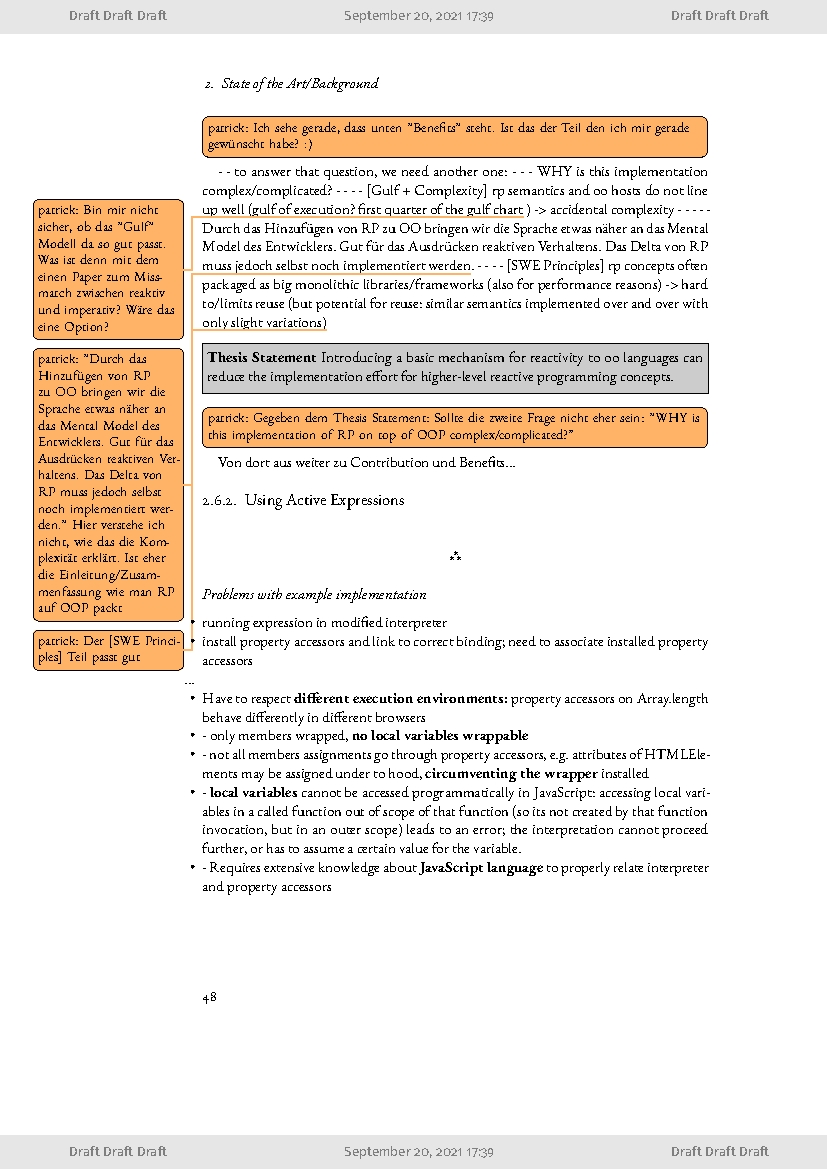 Draft Draft Draft September 20, 2021 17:39 Draft Draft Draft
2. State of the Art/Background
patrick: Ich sehe gerade, dass unten ”Benefits” steht. Ist das der Teil den ich mir gerade
gewünscht habe? :)
- - to answer that question, we need another one: - - - WHY is this implementation
complex/complicated? - - - - [Gulf + Complexity] rp semantics and oo hosts do not line
up well (gulf of execution? first quarter of the gulf chart ) -> accidental complexity - - - - -
Durch das Hinzufügen von RP zu OO bringen wir die Sprache etwas näher an das Mental
Model des Entwicklers. Gut für das Ausdrücken reaktiven Verhaltens. Das Delta von RP
muss jedoch selbst noch implementiert werden. - - - - [SWE Principles] rp concepts often
packaged as big monolithic libraries/frameworks (also for performance reasons) -> hard
to/limits reuse (but potential for reuse: similar semantics implemented over and over with
only slight variations)
patrick: Bin mir nicht
sicher, ob das ”Gulf”
Modell da so gut passt.
Was ist denn mit dem
einen Paper zum Miss-
match zwischen reaktiv
und imperativ? Wäre das
eine Option?
patrick: ”Durch das
Hinzufügen von RP
zu OO bringen wir die
Sprache etwas näher an
das Mental Model des
Entwicklers. Gut für das
Ausdrücken reaktiven Ver-
haltens. Das Delta von
RP muss jedoch selbst
noch implementiert wer-
den.” Hier verstehe ich
nicht, wie das die Kom-
plexität erklärt. Ist eher
die Einleitung/Zusam-
menfassung wie man RP
auf OOP packt
patrick: Der [SWE Princi-
ples] Teil passt gut
Thesis Statement Introducing a basic mechanism for reactivity to oo languages can
reduce the implementation effort for higher-level reactive programming concepts.
patrick: Gegeben dem Thesis Statement: Sollte die zweite Frage nicht eher sein: ”WHY is
this implementation of RP on top of OOP complex/complicated?”
Von dort aus weiter zu Contribution und Benefits...
2.6.2. Using Active Expressions
⁂
Problems with example implementation
• running expression in modified interpreter
• install property accessors and link to correct binding; need to associate installed property
accessors
...
• Have to respect different execution environments: property accessors on Array.length
behave differently in different browsers
• - only members wrapped, no local variables wrappable
• - not all members assignments go through property accessors, e.g. attributes of HTMLEle-
ments may be assigned under to hood, circumventing the wrapper installed
• - local variables cannot be accessed programmatically in JavaScript: accessing local vari-
ables in a called function out of scope of that function (so its not created by that function
invocation, but in an outer scope) leads to an error; the interpretation cannot proceed
further, or has to assume a certain value for the variable.
• - Requires extensive knowledge about JavaScript language to properly relate interpreter
and property accessors
48
Draft Draft Draft September 20, 2021 17:39 Draft Draft Draft